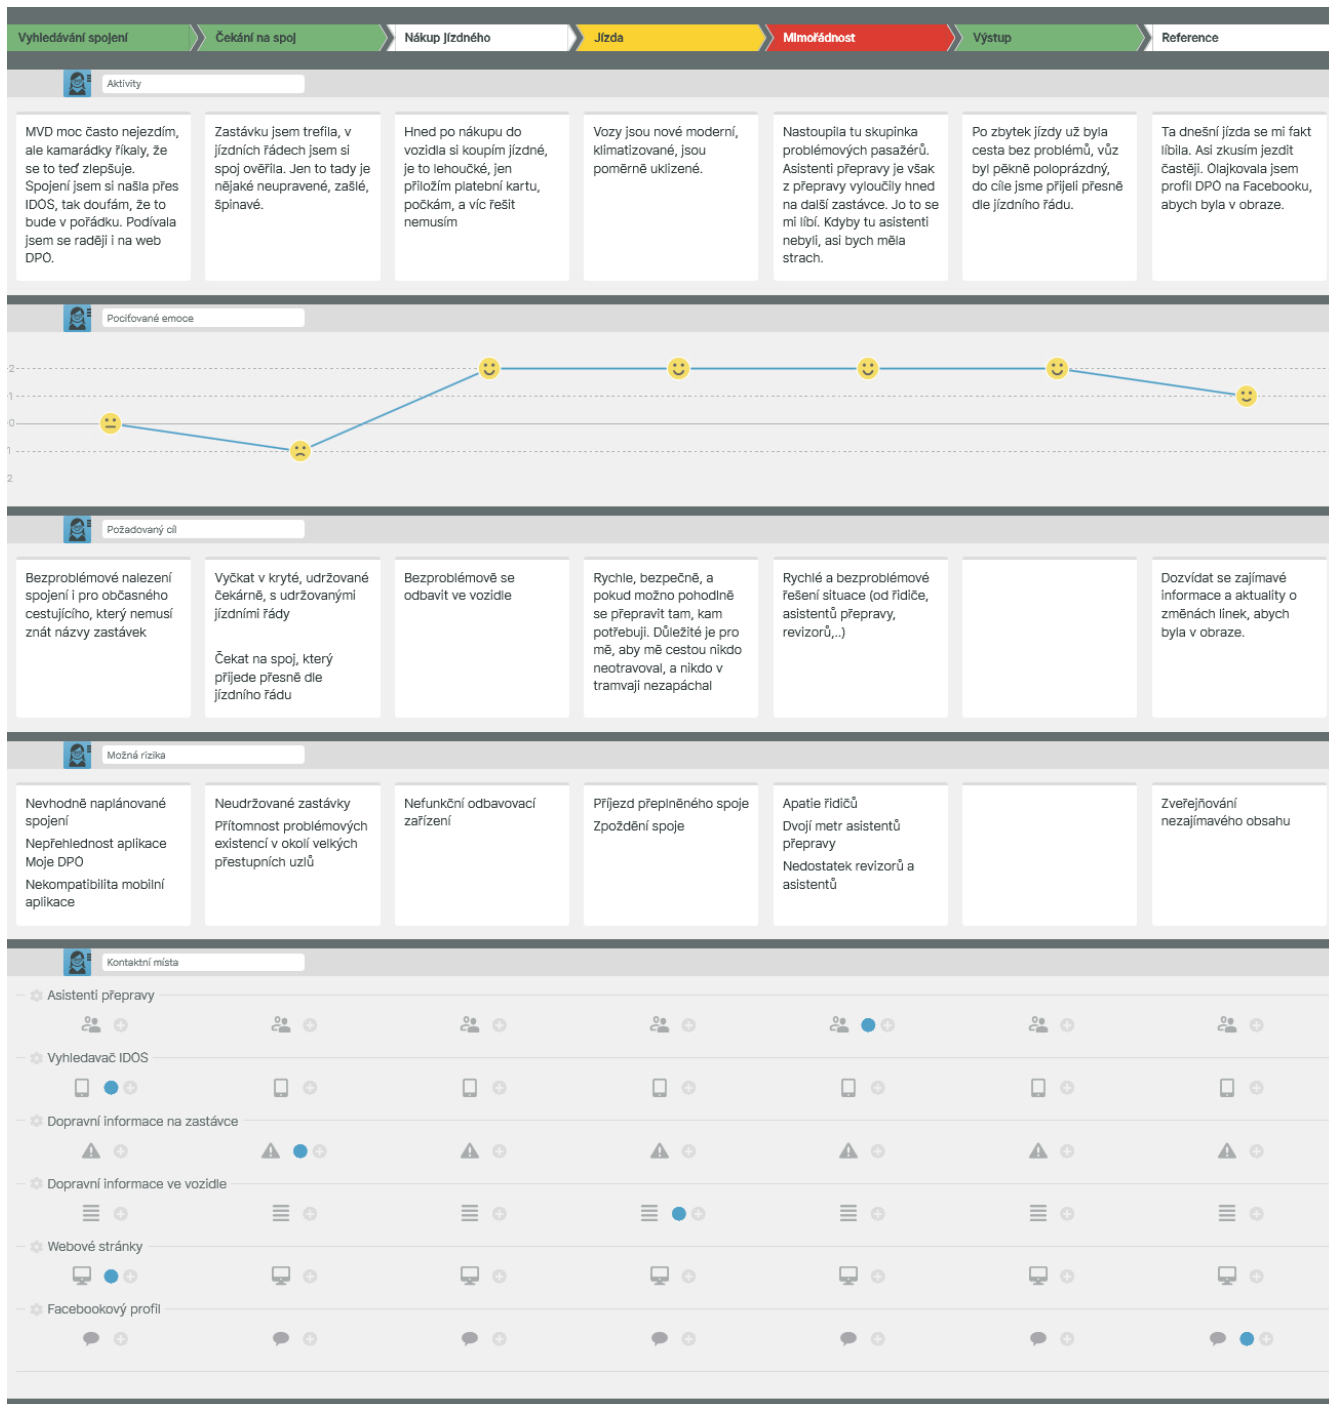 Vyhledávání spojení
Čekání na spoj
Nákup jízdného
Jízda
Mimořádnost
Výstup
Reference
Aktivity
MVD moc často nejezdím,
ale kamarádky říkaly, že
se to teď zlepšuje.
Spojení jsem si našla přes
IDOS, tak doufám, že to
bude v pořádku. Podívala
jsem se raději i na web
DPO.
Zastávku jsem trefila, v
jízdních řádech jsem si
spoj ověřila. Jen to tady je
nějaké neupravené, zašlé,
špinavé.
Hned po nákupu do
vozidla si koupím jízdné,
je to lehoučké, jen
přiložím platební kartu,
počkám, a víc řešit
nemusím
Vozy jsou nové moderní,
klimatizované, jsou
poměrně uklizené.
Nastoupila tu skupinka
problémových pasažérů.
Asistenti přepravy je však
z přepravy vyloučily hned
na další zastávce. Jo to se
mi líbí. Kdyby tu asistenti
nebyli, asi bych měla
strach.
Po zbytek jízdy už byla
cesta bez problémů, vůz
byl pěkně poloprázdný,
do cíle jsme přijeli přesně
dle jízdního řádu.
Ta dnešní jízda se mi fakt
líbila. Asi zkusím jezdit
častěji. Olajkovala jsem
profil DPO na Facebooku,
abych byla v obraze.
Pociťované emoce
2
1
0
1
2
Požadovaný cíl
Bezproblémové nalezení
spojení i pro občasného
cestujícího, který nemusí
znát názvy zastávek
Vyčkat v kryté, udržované
čekárně, s udržovanými
jízdními řády
Čekat na spoj, který
přijede přesně dle
jízdního řádu
Bezproblémově se
odbavit ve vozidle
Rychle, bezpečně, a
pokud možno pohodlně
se přepravit tam, kam
potřebuji. Důležité je pro
mě, aby mě cestou nikdo
neotravoval, a nikdo v
tramvaji nezapáchal
Rychlé a bezproblémové
řešení situace (od řidiče,
asistentů přepravy,
revizorů,..)
Dozvídat se zajímavé
informace a aktuality o
změnách linek, abych
byla v obraze.
Možná rizika
Nevhodně naplánované
spojení
Nepřehlednost aplikace
Moje DPO
Nekompatibilita mobilní
aplikace
Neudržované zastávky
Přítomnost problémových
existencí v okolí velkých
přestupních uzlů
Nefunkční odbavovací
zařízení
Příjezd přeplněného spoje
Zpoždění spoje
Apatie řidičů
Dvojí metr asistentů
přepravy
Nedostatek revizorů a
asistentů
Zveřejňování
nezajímavého obsahu
Kontaktní místa
Asistenti přepravy
Vyhledavač IDOS
Dopravní informace na zastávce
Dopravní informace ve vozidle
Webové stránky
Facebookový profil